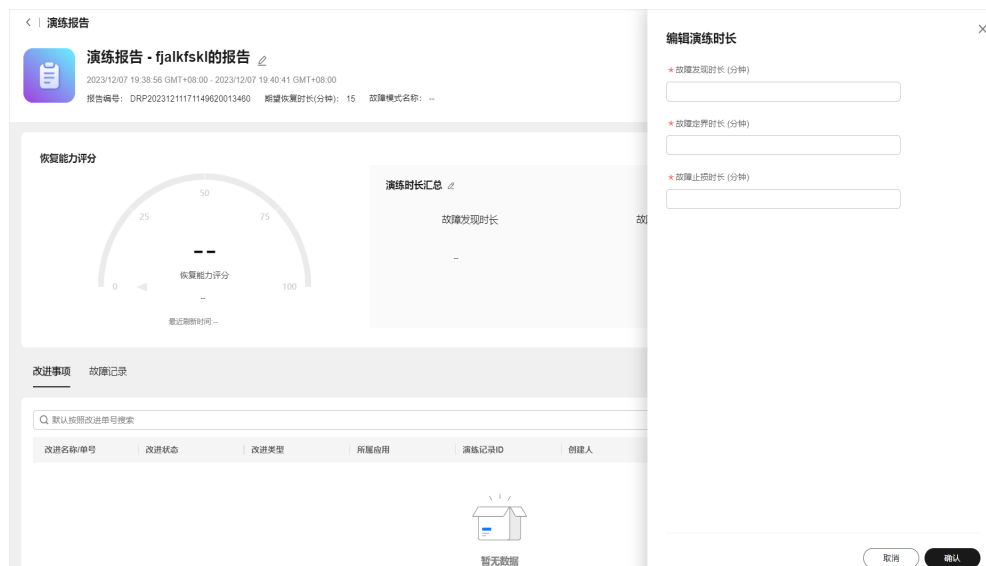 演练报告
演练报告 - fjalkfskl的报告
2023/12/07 19:38:56 GMT+08:00 - 2023/12/07 19:40:41 GMT+08:00
报告编号: DRP20231211171149620013460 期望恢复时长(分钟): 15 故障模式名称: --
恢复能力评分
50
25
75
0
100
--
恢复能力评分
--
最近刷新时间 --
演练时长汇总
故障发现时长
故
--
改进事项 故障记录
默认按照改进单号搜索
改进名称/单号 改进状态 改进类型 所属应用 演练记录ID 创建人
暂无数据
编辑演练时长
* 故障发现时长 (分钟)
* 故障定界时长 (分钟)
* 故障止损时长 (分钟)
取消 确认